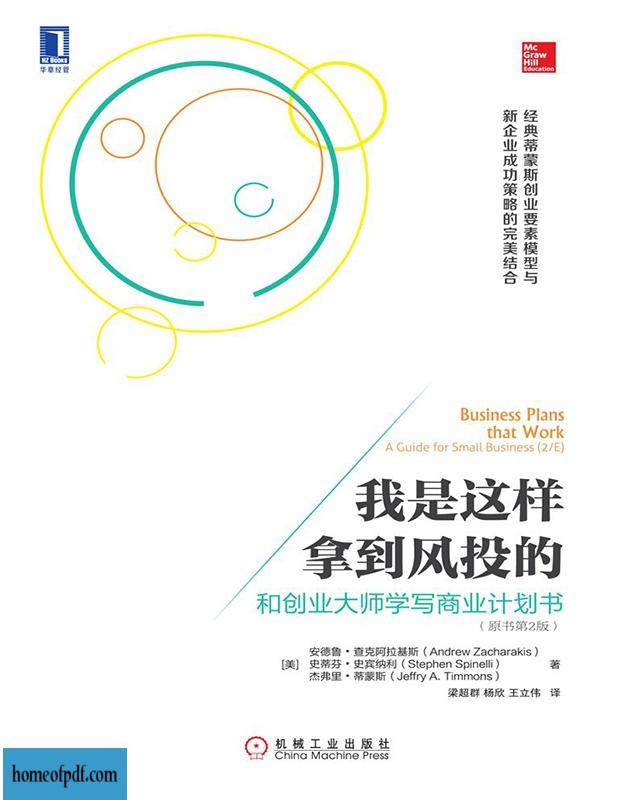 HZ Books
华章经管
Mc
Graw
Hill
Education
经典蒂蒙斯创业要素模型与
新企业成功策略的完美结合
Business Plans
that Work
A Guide for Small Business (2/E)
我是这样
拿到风投的
和创业大师学写商业计划书
（原书第2版）
安德鲁·查克阿拉基斯（Andrew Zacharakis）
[美] 史蒂芬·史宾纳利（Stephen Spinelli） 著
杰弗里·蒂蒙斯（Jeffry A. Timmons）
梁超群 杨欣 王立伟 译
机械工业出版社
China Machine Press
homeofpdf.com